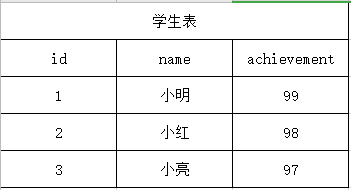 学生表
id name achievement
1 小明 99
2 小红 98
3 小亮 97